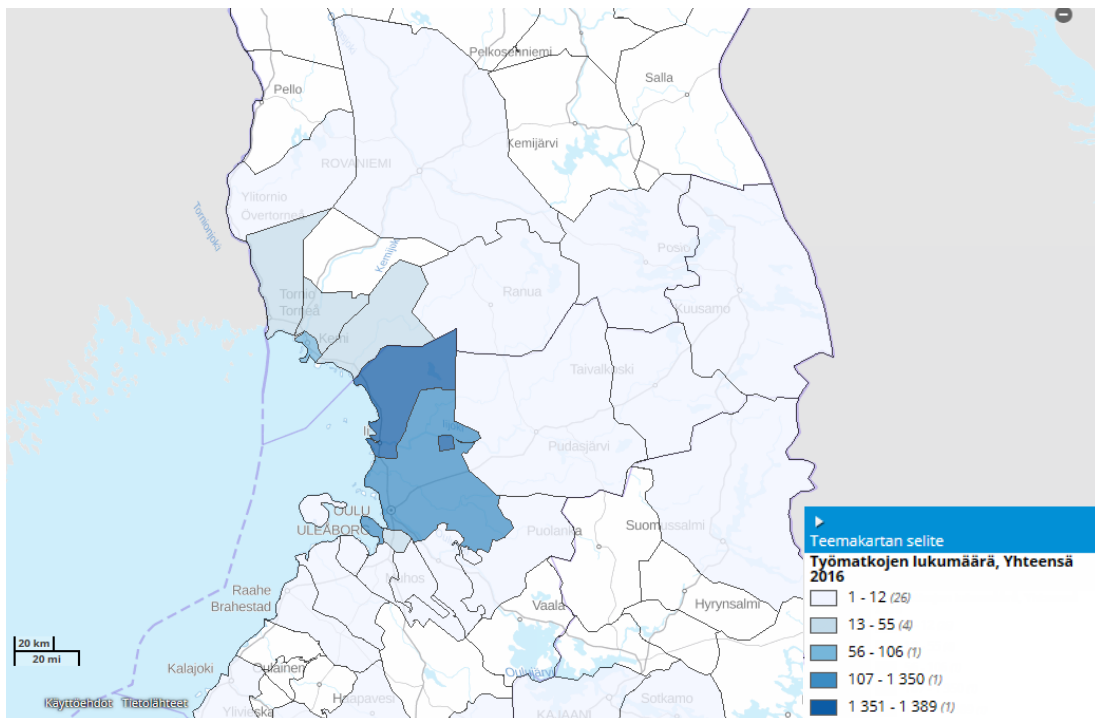 Pelkosenniemi
Salla
Pello
Kemijärvi
ROVANIEMI
Ylitornio
Övertorneå
Tornionjoki
Kemijoki
Posio
Ranua
Kuusamo
Tornio
Torneå
Kemi
Taivalkoski
Pudasjärvi
OULU
ULEÅBORG
Puolanka
Suomussalmi
Muhos
Raahe
Brahestad
Vaala
Hyrynsalmi
Kalajoki
Oulainen
Oulujärvi
Haapavesi
Sotkamo
Ylivieska
KAJAANI
20 km
20 mi
Käyttöehdot Tietolähteet
Teemakartan selite
Työmatkojen lukumäärä, Yhteensä
2016
1 - 12 (26)
13 - 55 (4)
56 - 106 (1)
107 - 1 350 (1)
1 351 - 1 389 (1)